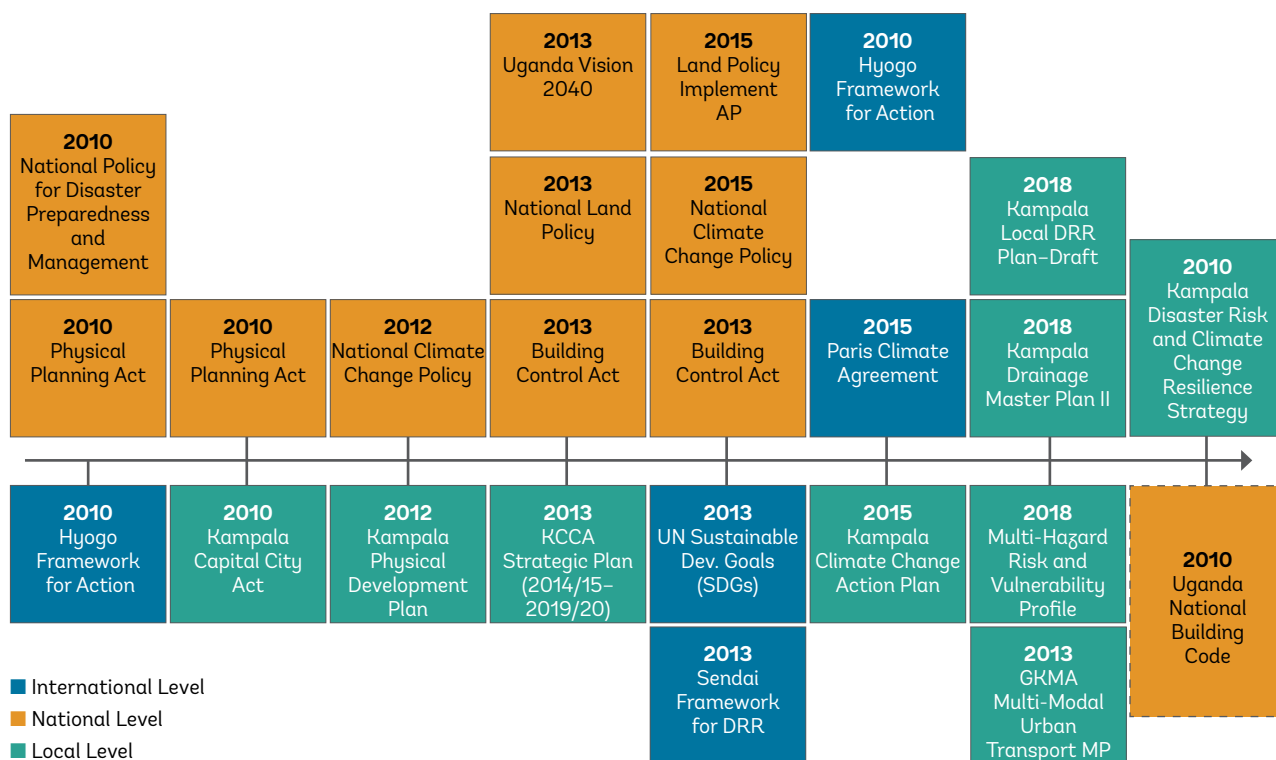 2013
Uganda Vision
2040
2015
Land Policy
Implement
AP
2010
Hyogo
Framework
for Action
2010
National Policy
for Disaster
Preparedness
and
Management
2013
National Land
Policy
2015
National
Climate
Change Policy
2018
Kampala
Local DRR
Plan–Draft
2010
Kampala
Disaster Risk
and Climate
Change
Resilience
Strategy
2010
Physical
Planning Act
2010
Physical
Planning Act
2012
National Climate
Change Policy
2013
Building
Control Act
2013
Building
Control Act
2015
Paris Climate
Agreement
2018
Kampala
Drainage
Master Plan II
2010
Hyogo
Framework
for Action
2010
Kampala
Capital City
Act
2012
Kampala
Physical
Development
Plan
2013
KCCA
Strategic Plan
(2014/15–
2019/20)
2013
UN Sustainable
Dev. Goals
(SDGs)
2015
Kampala
Climate Change
Action Plan
2018
Multi-Hazard
Risk and
Vulnerability
Profile
2010
Uganda
National
Building
Code
2013
Sendai
Framework
for DRR
2013
GKMA
Multi-Modal
Urban
Transport MP
International Level
National Level
Local Level